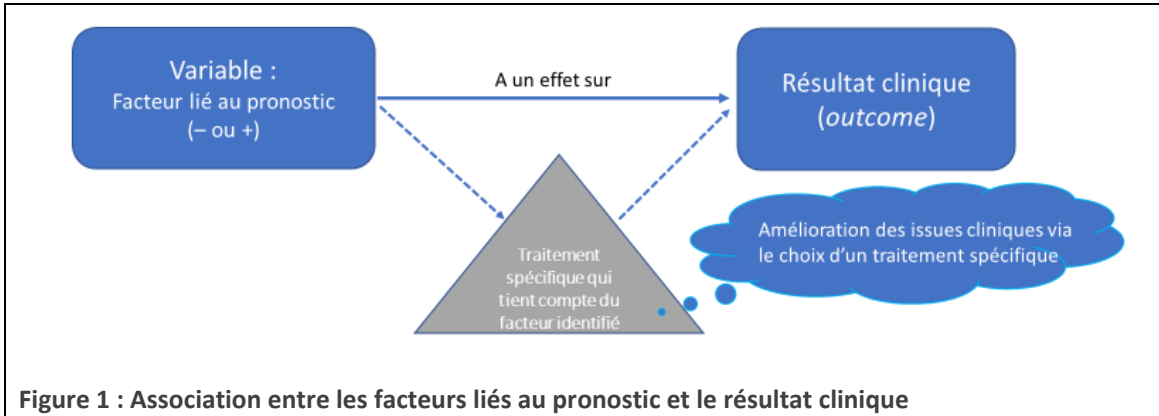 Variable :
Facteur lié au pronostic
(– ou +)
A un effet sur
Résultat clinique
(outcome)
Traitement
spécifique qui
tient compte du
facteur identifié
Amélioration des issues cliniques via
le choix d'un traitement spécifique
Figure 1 : Association entre les facteurs liés au pronostic et le résultat clinique